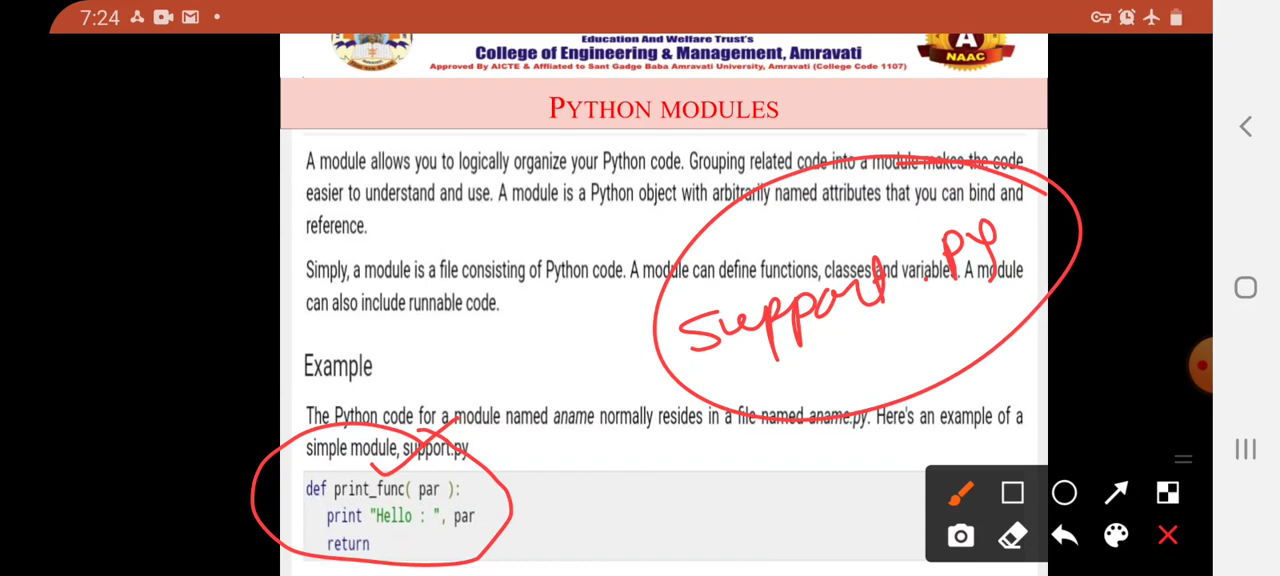 7:24
Education And Welfare Trust's
College of Engineering & Management, Amravati
Approved By AICTE & Affliated to Sant Gadge Baba Amravati University, Amravati (College Code 1107)
A
NAAC
PYTHON MODULES
A module allows you to logically organize your Python code. Grouping related code into a module makes the code
easier to understand and use. A module is a Python object with arbitrarily named attributes that you can bind and
reference.
Simply, a module is a file consisting of Python code. A module can define functions, classes and variables. A module
can also include runnable code.
support.py
Example
The Python code for a module named aname normally resides in a file named aname.py. Here's an example of a
simple module, support.py
def print_func( par ):
print "Hello : ", par
return